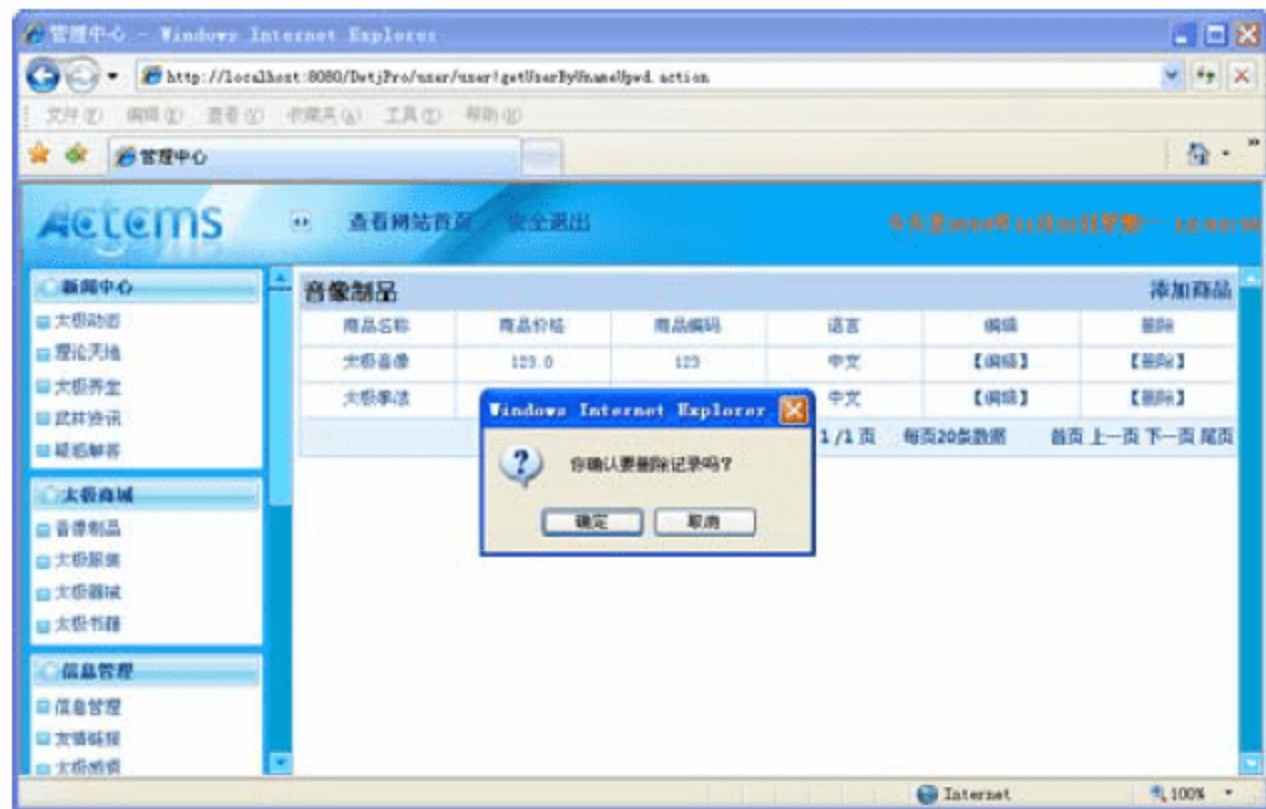 管理中心 - Windows Internet Explorer
http://localhost:8080/DwtjPro/user/user!getUserByUnameUpwd.action
文件(F) 编辑(E) 查看(V) 收藏夹(A) 工具(T) 帮助(H)
管理中心
Actcms
查看网站首页 安全退出
新闻中心
太极动态
理论天地
太极养生
武林资讯
疑惑解答
太极商城
音像制品
太极服装
太极器械
太极书籍
信息管理
信息管理
友情链接
音像制品 添加商品
商品名称 商品价格 商品编码 语言 编辑 删除
太极音像 123.0 123 中文 【编辑】 【删除】
太极拳法 中文 【编辑】 【删除】
1 /1 页 每页20条数据 首页 上一页 下一页 尾页
Windows Internet Explorer
你确认要删除记录吗?
确定 取消
Internet 100%